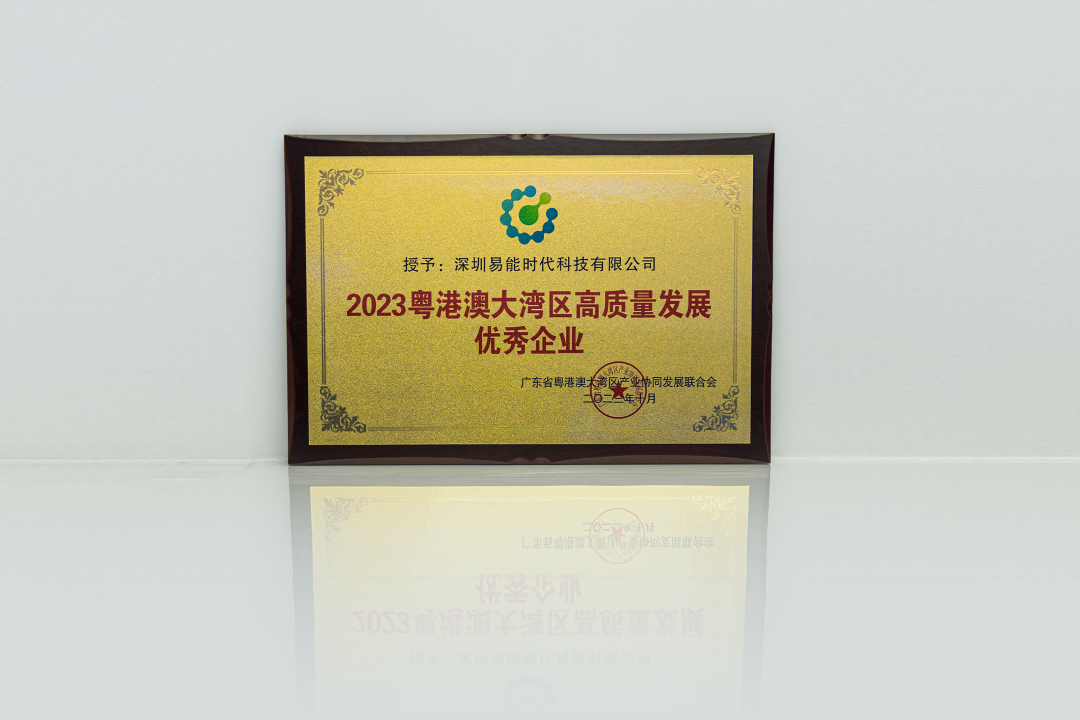 授予：深圳易能时代科技有限公司
2023粤港澳大湾区高质量发展
优秀企业
广东省粤港澳大湾区产业协同发展联合会
二〇二三年十月